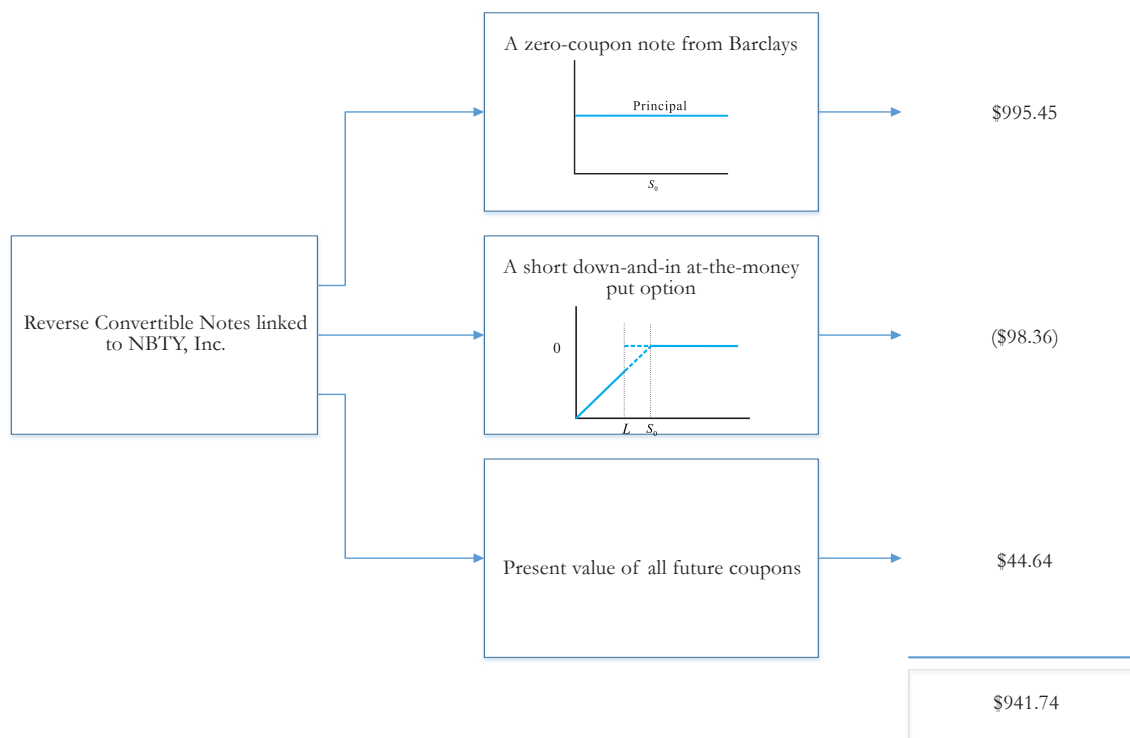 A zero-coupon note from Barclays
Principal
S₀
$995.45
Reverse Convertible Notes linked
to NBTY, Inc.
A short down-and-in at-the-money
put option
0
L S₀
($98.36)
Present value of all future coupons
$44.64
$941.74